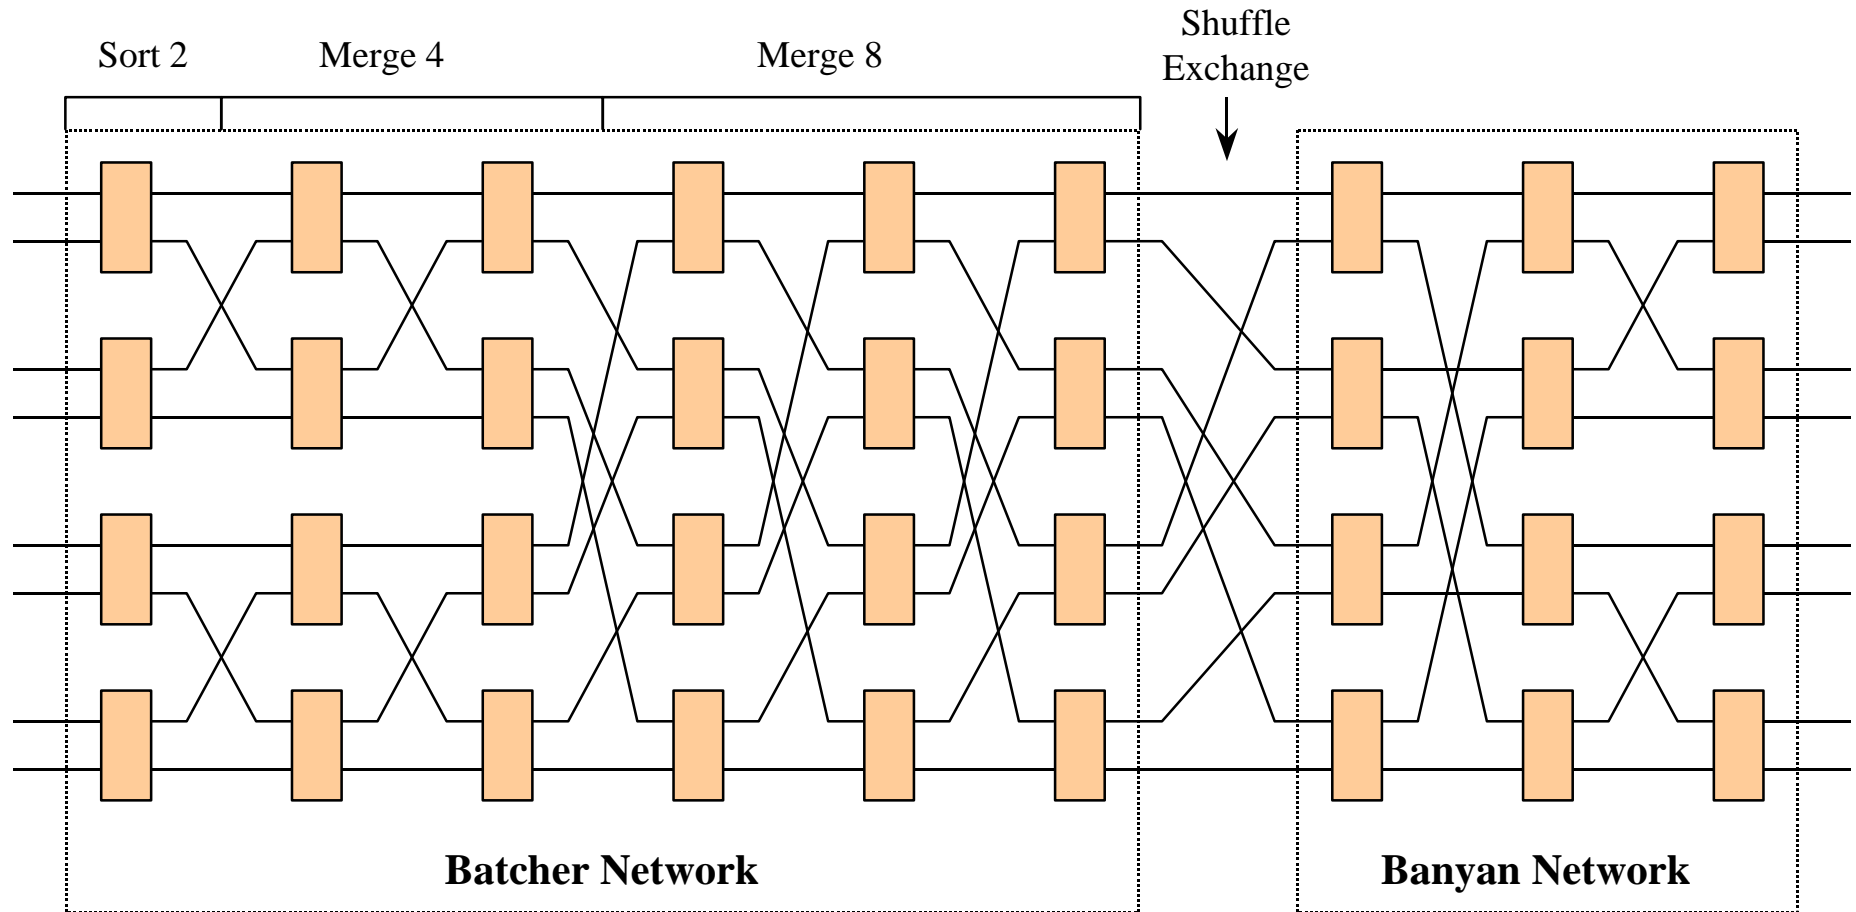 Sort 2
Merge 4
Merge 8
Shuffle
Exchange
Batcher Network
Banyan Network